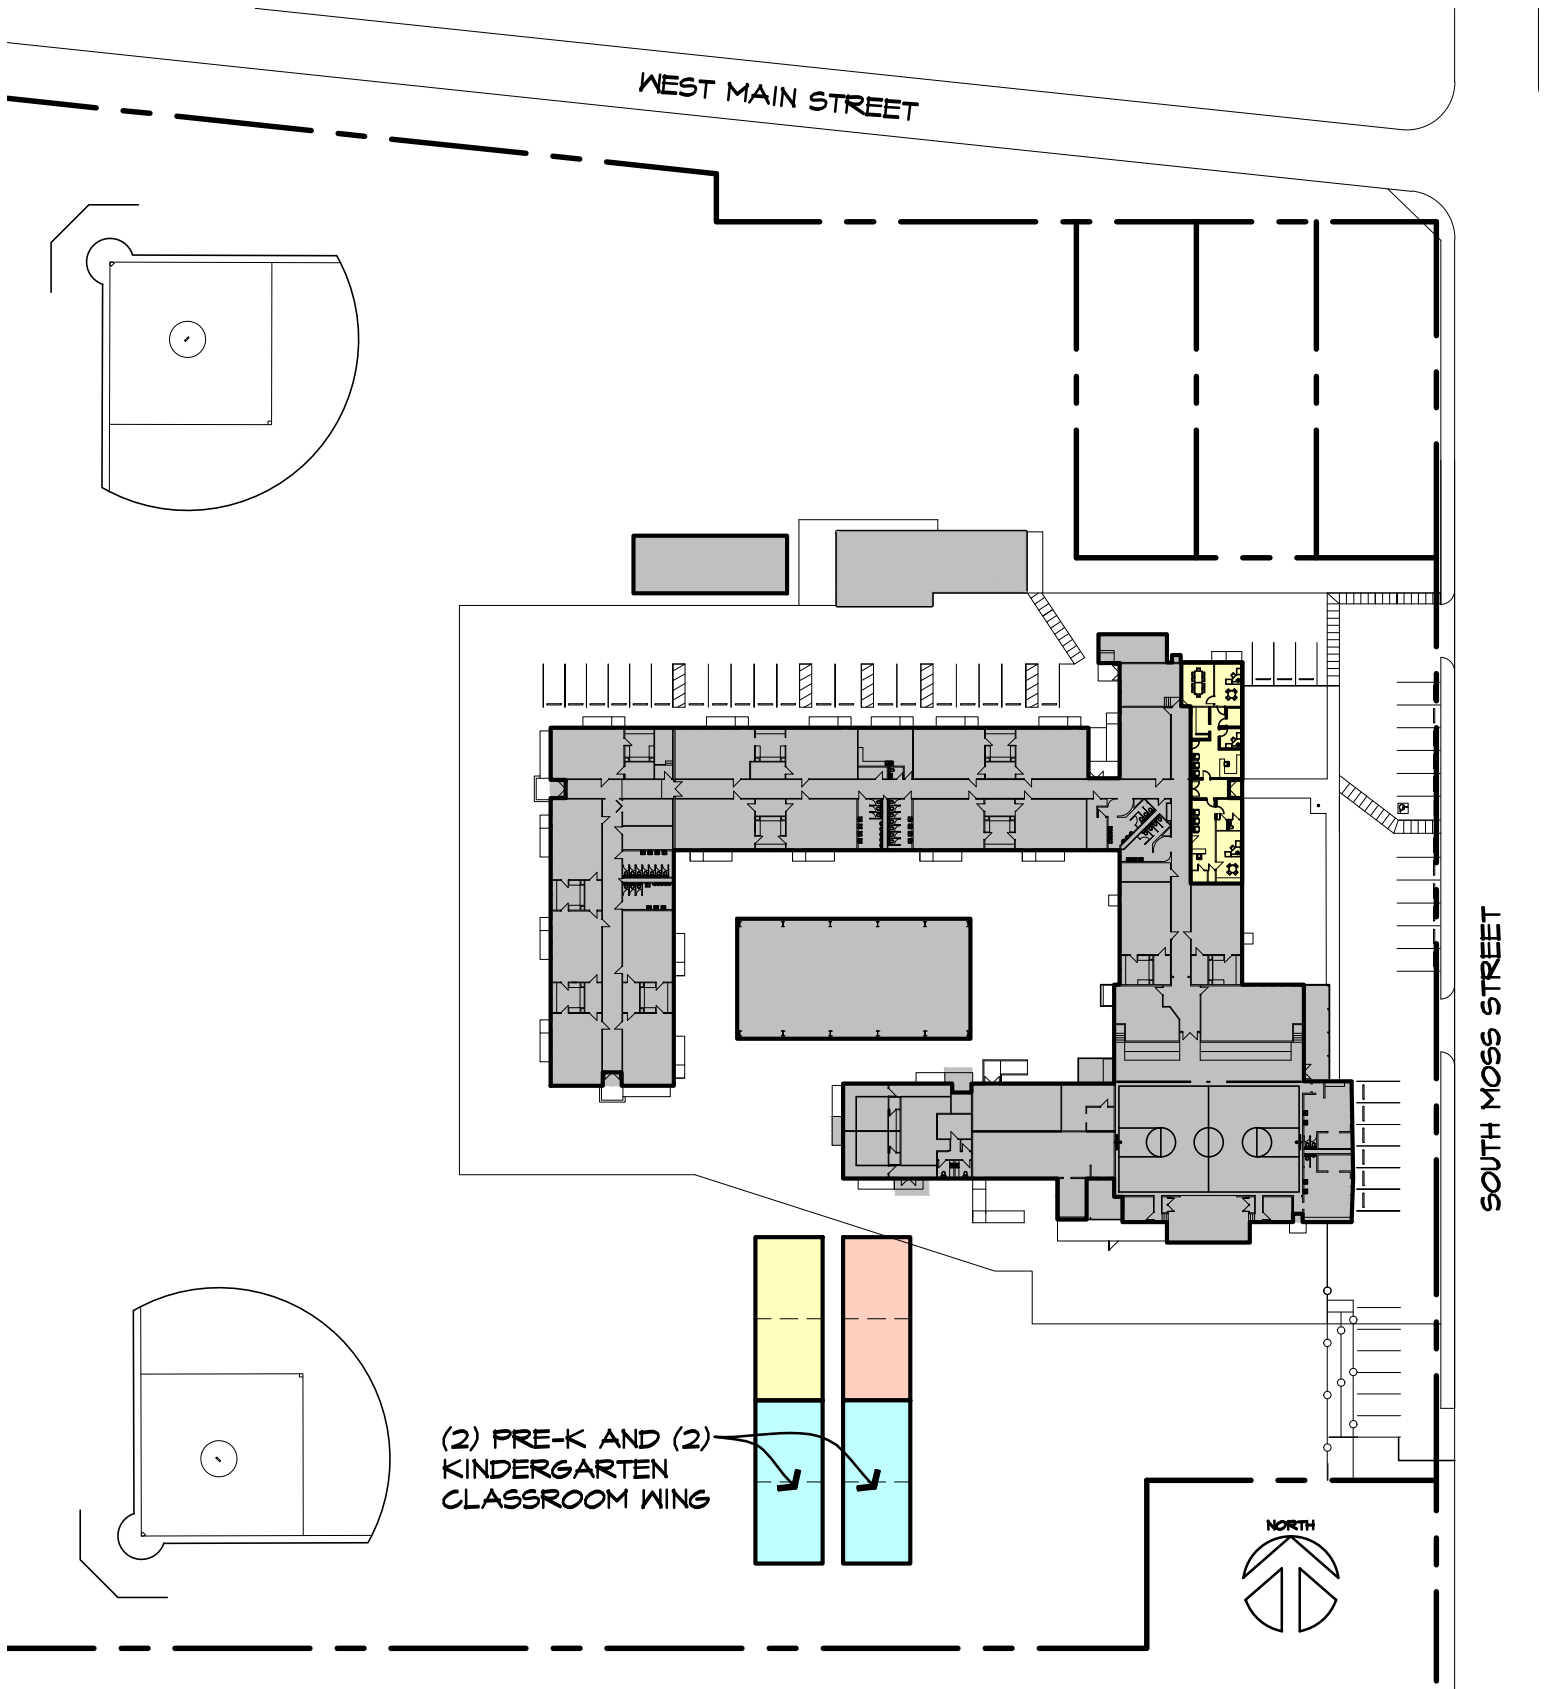 WEST MAIN STREET
SOUTH MOSS STREET
(2) PRE-K AND (2)
KINDERGARTEN
CLASSROOM WING
NORTH